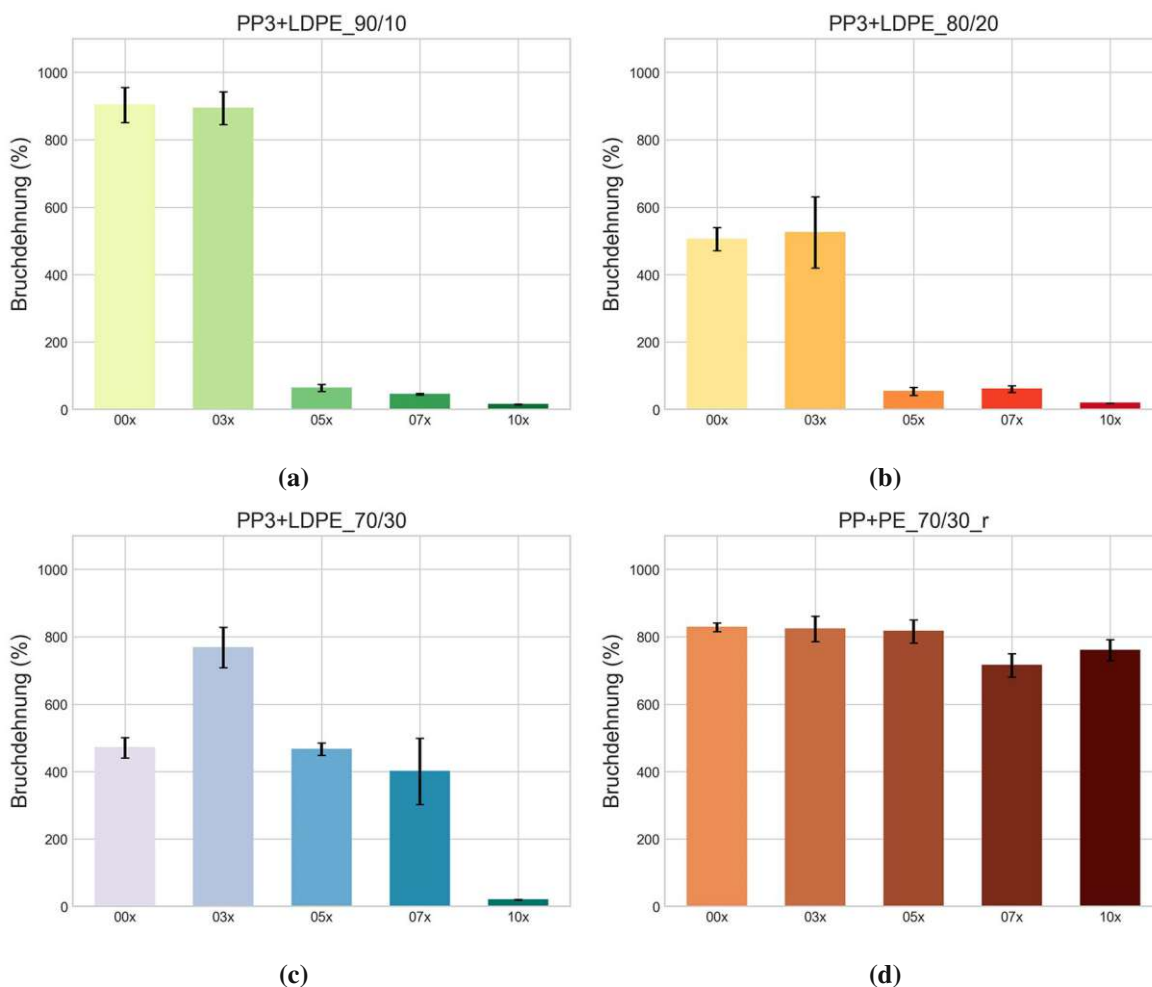 PP3+LDPE_90/10
Bruchdehnung (%)
1000
800
600
400
200
0
00x 03x 05x 07x 10x
(a)
PP3+LDPE_80/20
Bruchdehnung (%)
1000
800
600
400
200
0
00x 03x 05x 07x 10x
(b)
PP3+LDPE_70/30
Bruchdehnung (%)
1000
800
600
400
200
0
00x 03x 05x 07x 10x
(c)
PP+PE_70/30_r
Bruchdehnung (%)
1000
800
600
400
200
0
00x 03x 05x 07x 10x
(d)